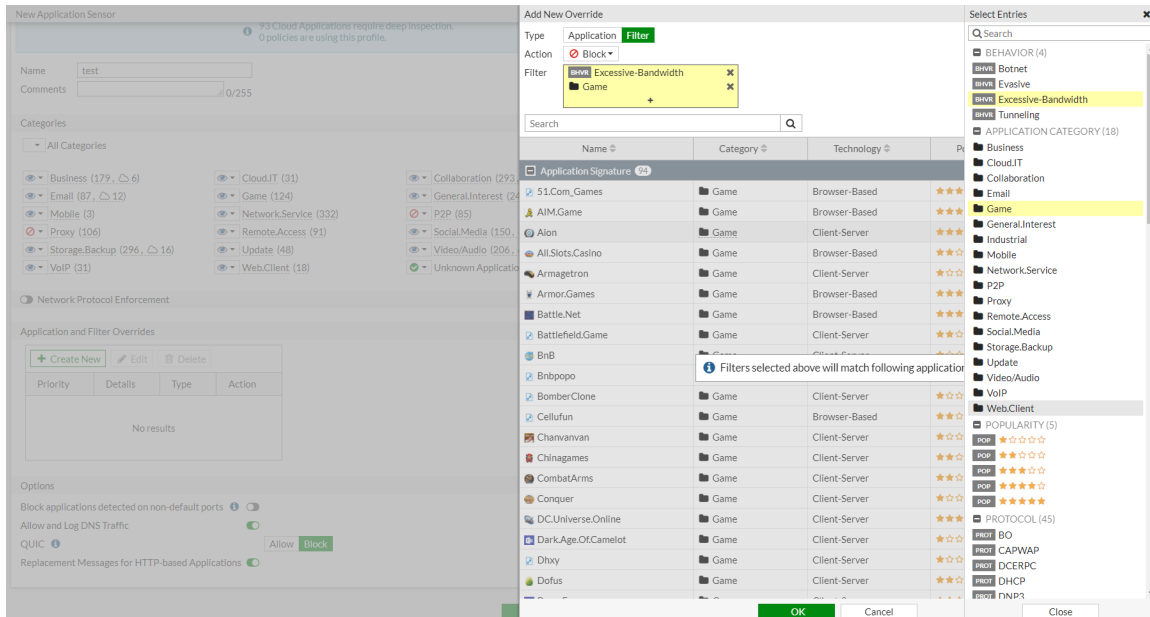 New Application Sensor
93 Cloud Applications require deep inspection.
0 policies are using this profile.
Name test
Comments 0/255
Categories
All Categories
Business (179, 6)
Cloud.IT (31)
Collaboration (293,
Email (87, 12)
Game (124)
General.Interest (24
Mobile (3)
Network.Service (332)
P2P (85)
Proxy (106)
Remote.Access (91)
Social.Media (150,
Storage.Backup (296, 16)
Update (48)
Video/Audio (206,
VoIP (31)
Web.Client (18)
Unknown Applicatio
Network Protocol Enforcement
Application and Filter Overrides
Create New Edit Delete
Priority Details Type Action
No results
Options
Block applications detected on non-default ports
Allow and Log DNS Traffic
QUIC Allow Block
Replacement Messages for HTTP-based Applications
Add New Override
Type Application Filter
Action Block
Filter BHVR Excessive-Bandwidth
Game
+
Search
Name Category Technology Po
Application Signature 94
51.Com_Games Game Browser-Based
AIM.Game Game Browser-Based
Aion Game Client-Server
All.Slots.Casino Game Browser-Based
Armagetron Game Client-Server
Armor.Games Game Browser-Based
Battle.Net Game Browser-Based
Battlefield.Game Game Client-Server
BnB Game Client-Server
Filters selected above will match following application
Bnbpopo
BomberClone Game Client-Server
Cellufun Game Browser-Based
Chanvanvan Game Client-Server
Chinagames Game Client-Server
CombatArms Game Client-Server
Conquer Game Client-Server
DC.Universe.Online Game Client-Server
Dark.Age.Of.Camelot Game Client-Server
Dhxy Game Client-Server
Dofus Game Client-Server
OK Cancel
Select Entries
Search
BEHAVIOR (4)
BHVR Botnet
BHVR Evasive
BHVR Excessive-Bandwidth
BHVR Tunneling
APPLICATION CATEGORY (18)
Business
Cloud.IT
Collaboration
Email
Game
General.Interest
Industrial
Mobile
Network.Service
P2P
Proxy
Remote.Access
Social.Media
Storage.Backup
Update
Video/Audio
VoIP
Web.Client
POPULARITY (5)
POP
POP
POP
POP
POP
PROTOCOL (45)
PROT BO
PROT CAPWAP
PROT DCERPC
PROT DHCP
PROT DNP3
Close